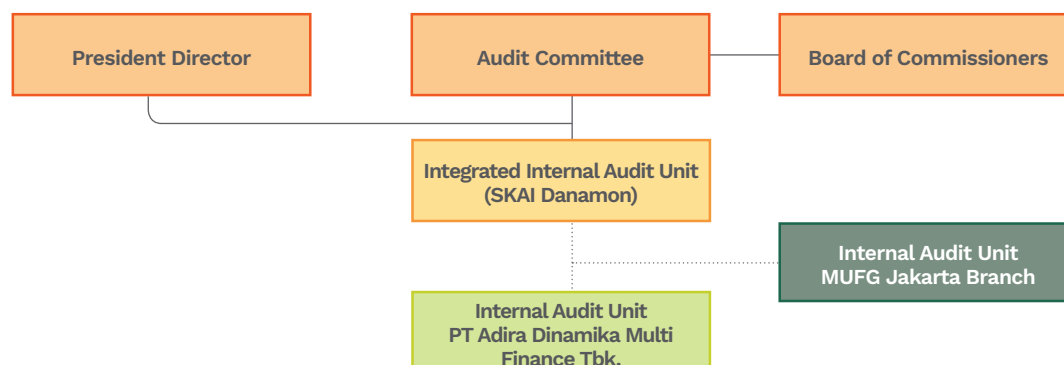 President Director
Audit Committee
Board of Commissioners
Integrated Internal Audit Unit
(SKAI Danamon)
Internal Audit Unit
MUFG Jakarta Branch
Internal Audit Unit
PT Adira Dinamika Multi
Finance Tbk.